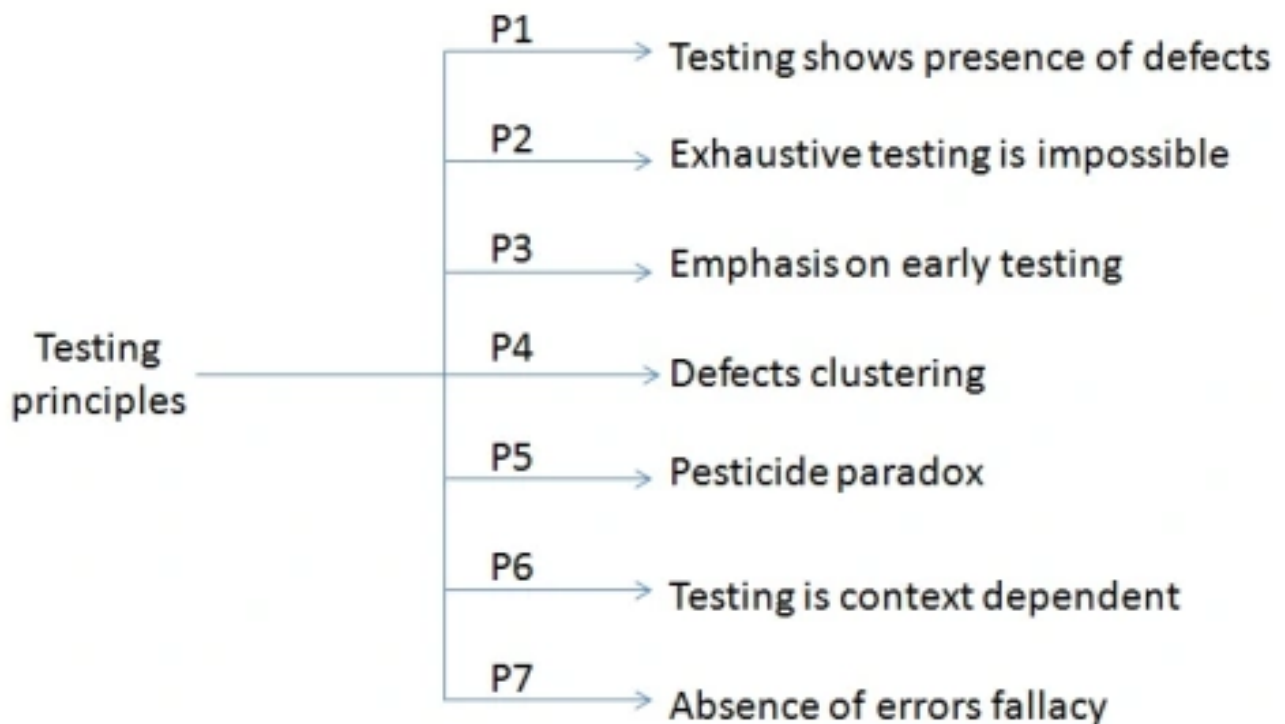 P1
Testing shows presence of defects
P2
Exhaustive testing is impossible
P3
Emphasis on early testing
Testing
principles
P4
Defects clustering
P5
Pesticide paradox
P6
Testing is context dependent
P7
Absence of errors fallacy